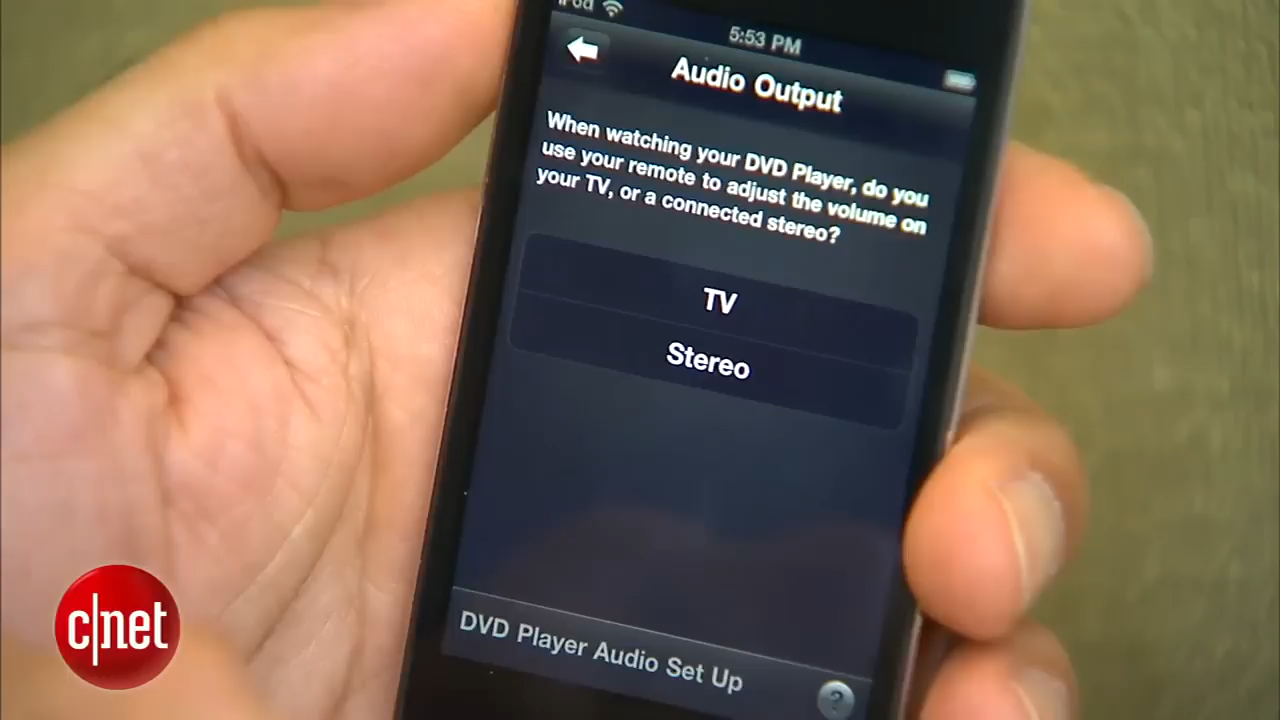 iPod
5:53 PM
Audio Output
When watching your DVD Player, do you
use your remote to adjust the volume on
your TV, or a connected stereo?
TV
Stereo
DVD Player Audio Set Up
?
c|net